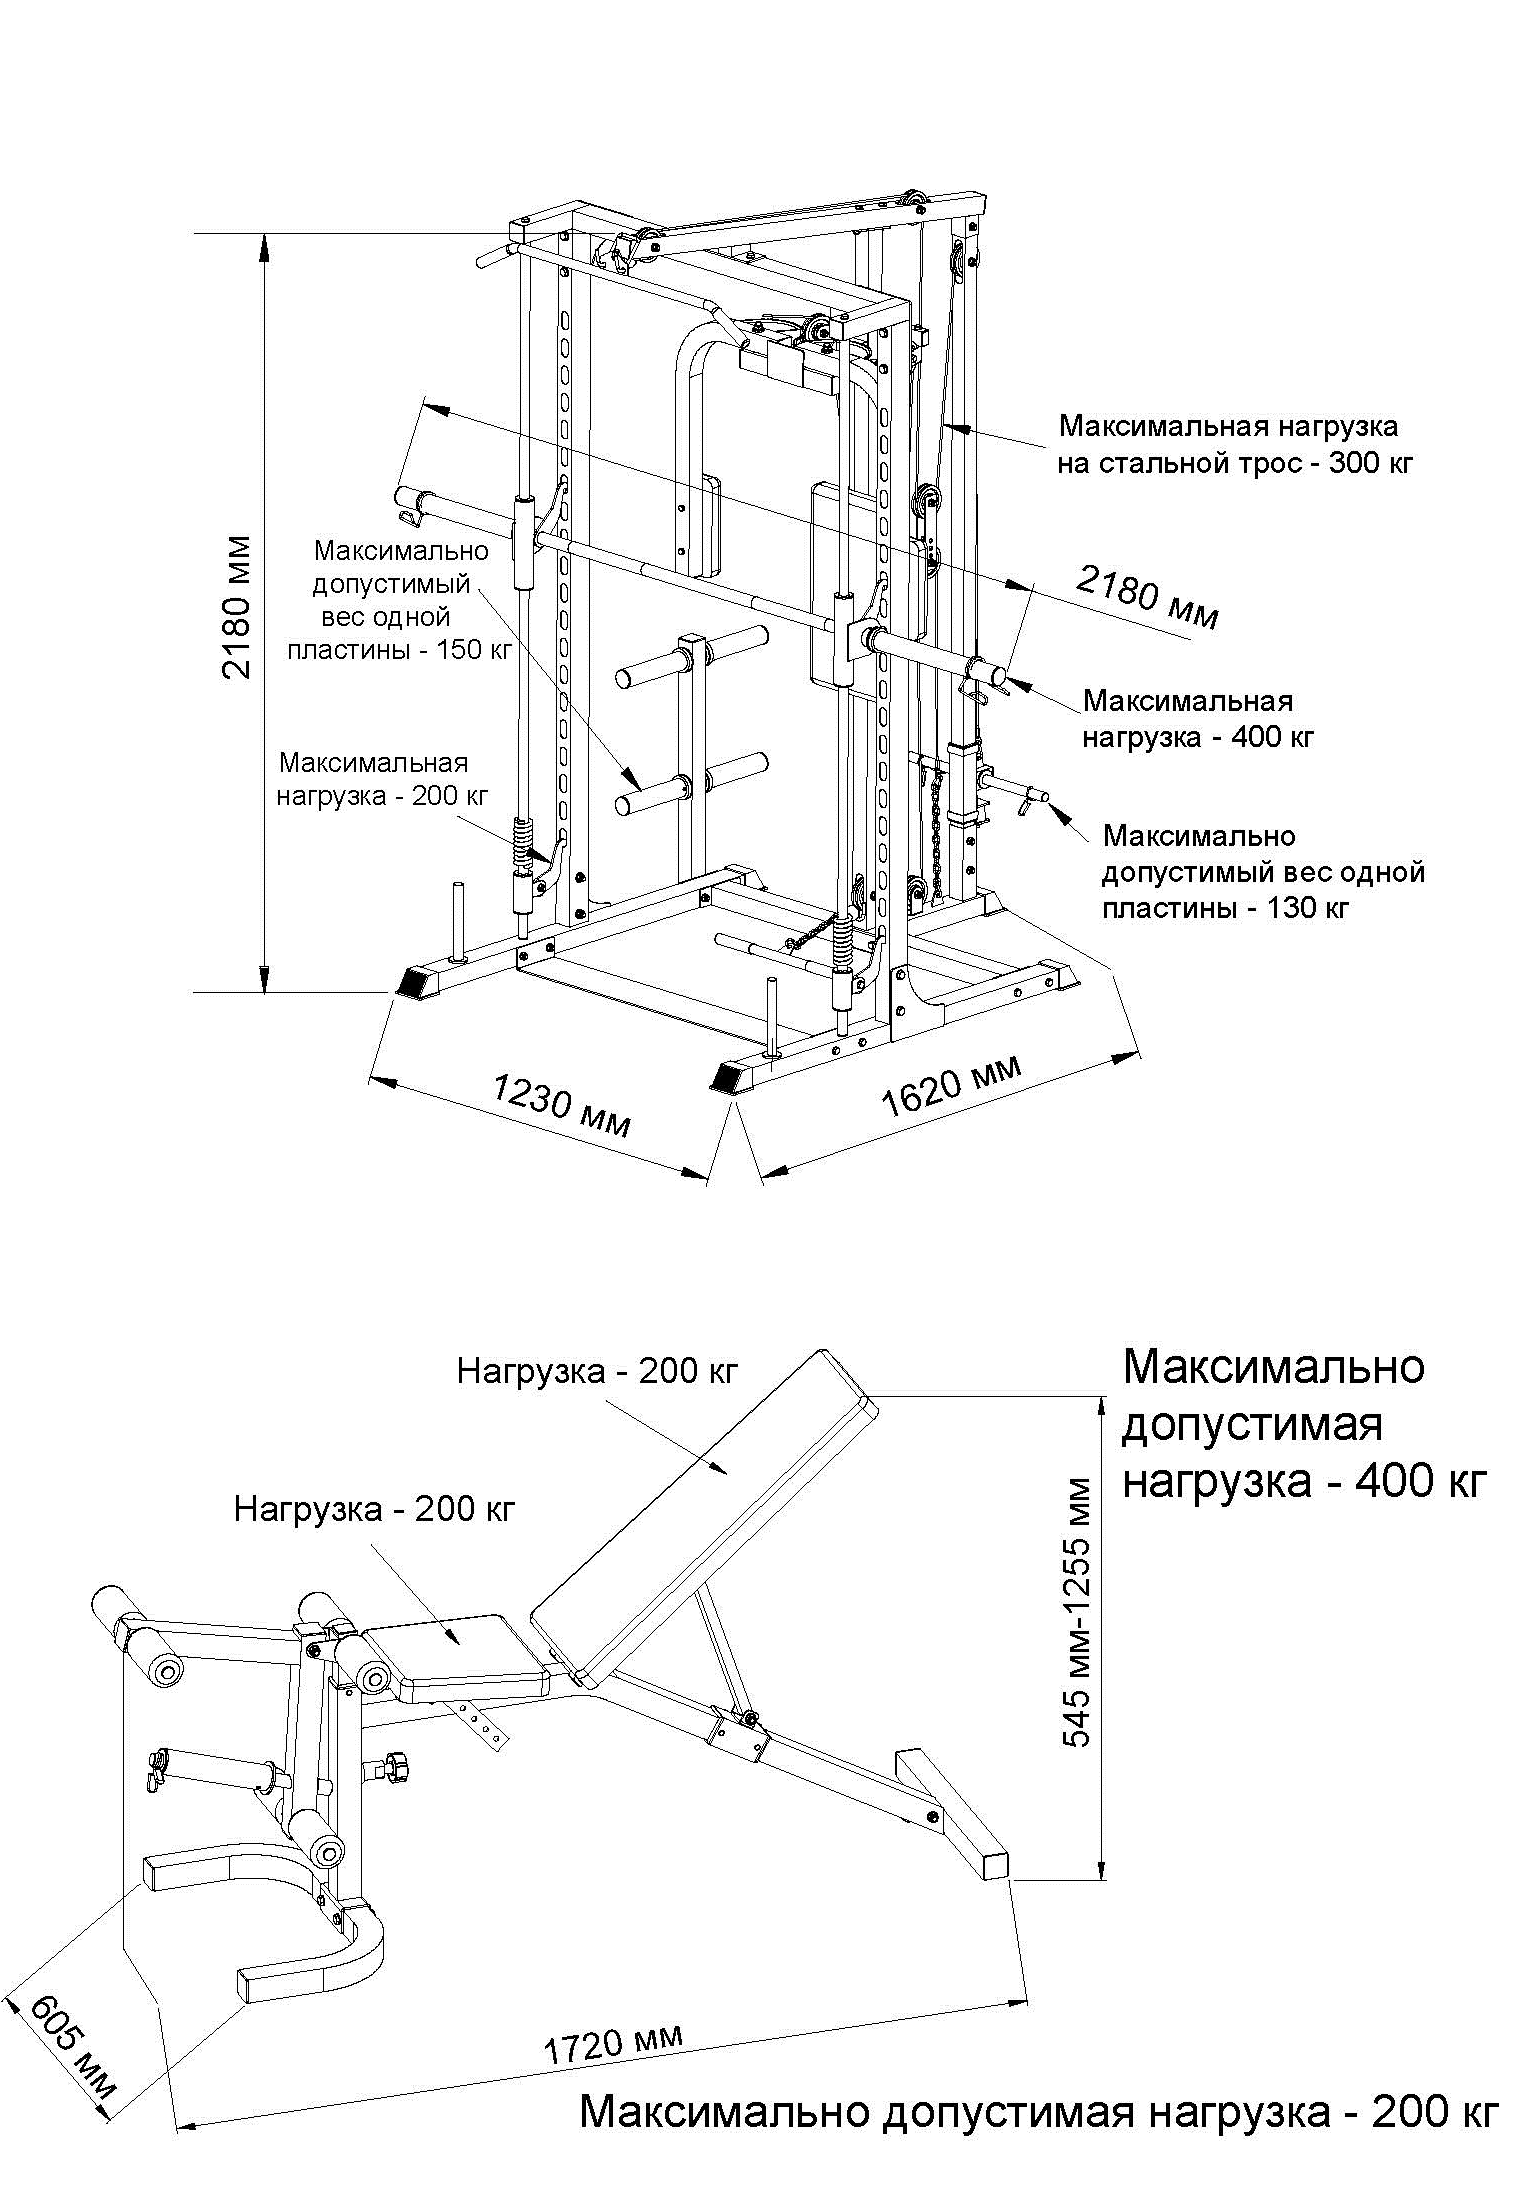 Максимальная нагрузка
на стальной трос - 300 кг
2180 мм
Максимально
допустимый
вес одной
пластины - 150 кг
2180 мм
Максимальная
нагрузка - 400 кг
Максимальная
нагрузка - 200 кг
Максимально
допустимый вес одной
пластины - 130 кг
1230 мм
1620 мм
Нагрузка - 200 кг
Максимально
допустимая
нагрузка - 400 кг
Нагрузка - 200 кг
545 мм-1255 мм
605 мм
1720 мм
Максимально допустимая нагрузка - 200 кг